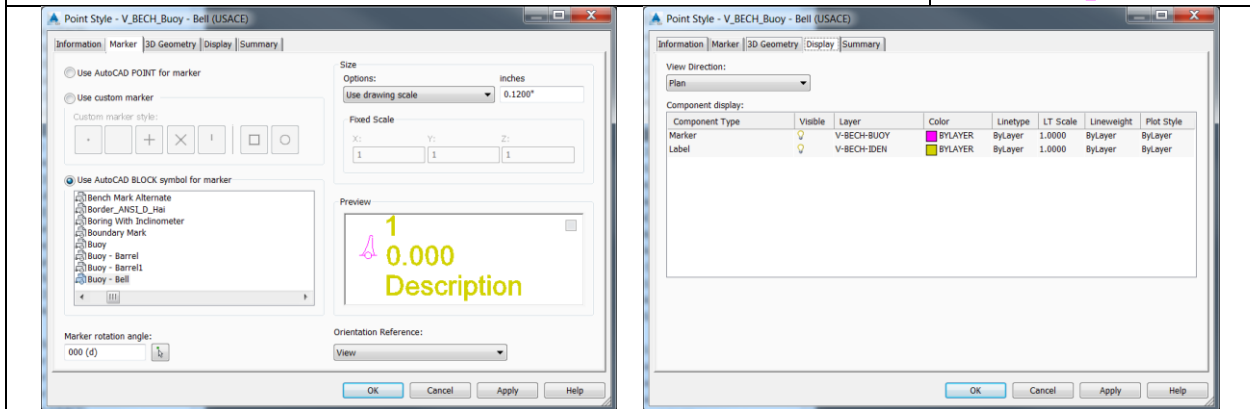 Point Style - V_BECH_Buoy - Bell (USACE)
Information Marker 3D Geometry Display Summary
Use AutoCAD POINT for marker
Use custom marker
Custom marker style:
Use AutoCAD BLOCK symbol for marker
Bench Mark Alternate
Border_ANSI_D_Hai
Boring With Indinometer
Boundary Mark
Buoy
Buoy - Barrel
Buoy - Barrel1
Buoy - Bell
Marker rotation angle:
000 (d)
Size
Options: inches
Use drawing scale 0.1200"
Fixed Scale
X: Y: Z:
1 1 1
Preview
1
0.000
Description
Orientation Reference:
View
OK Cancel Apply Help
Point Style - V_BECH_Buoy - Bell (USACE)
Information Marker 3D Geometry Display Summary
View Direction:
Plan
Component display:
Component Type Visible Layer Color Linetype LT Scale Lineweight Plot Style
Marker V-BECH-BUOY BYLAYER ByLayer 1.0000 ByLayer ByLayer
Label V-BECH-IDEN BYLAYER ByLayer 1.0000 ByLayer ByLayer
OK Cancel Apply Help